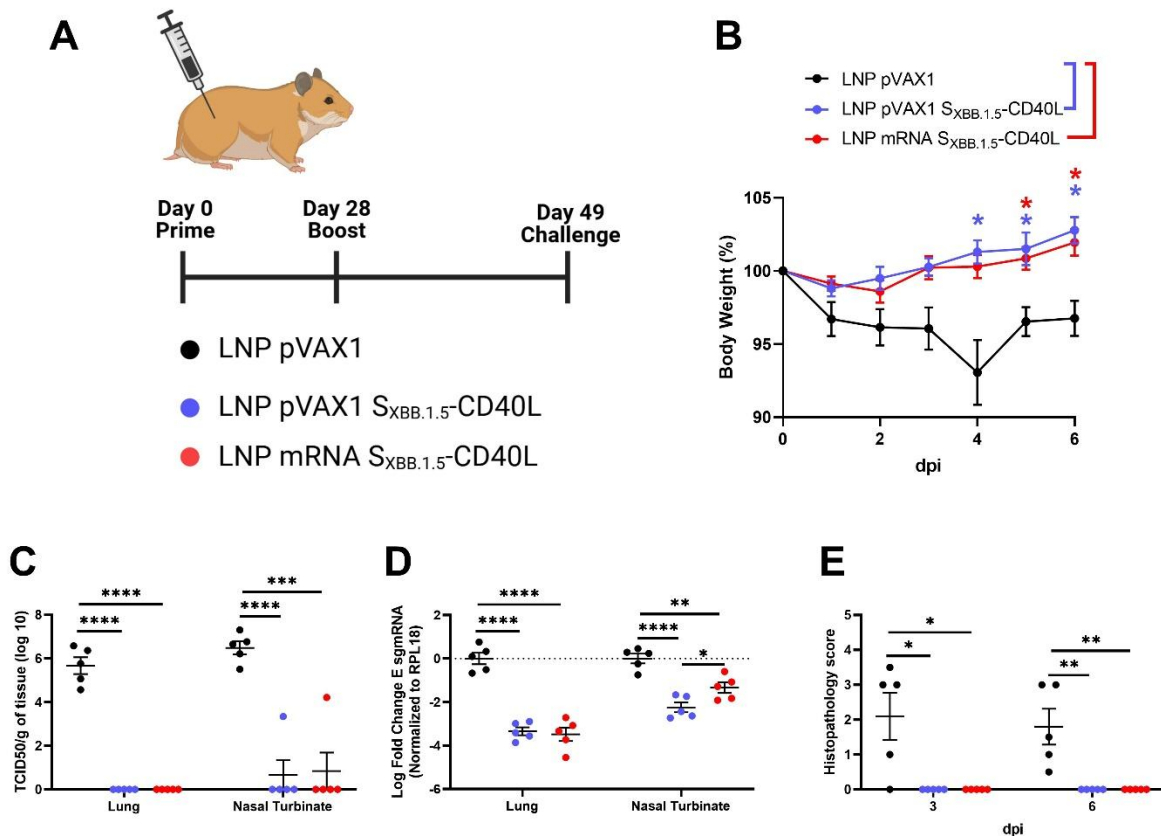 A
Day 0
Prime
Day 28
Boost
Day 49
Challenge
LNP pVAX1
LNP pVAX1 SXBB.1.5-CD40L
LNP mRNA SXBB.1.5-CD40L
B
LNP pVAX1
LNP pVAX1 SXBB.1.5-CD40L
LNP mRNA SXBB.1.5-CD40L
Body Weight (%)
105
100
95
90
* * *
* *
0 2 4 6
dpi
C
TCID50/g of tissue (log 10)
8
6
4
2
0
****
****
***
****
Lung Nasal Turbinate
D
Log Fold Change E sgmRNA
(Normalized to RPL18)
2
0
-2
-4
-6
****
****
**
****
*
Lung Nasal Turbinate
E
Histopathology score
5
4
3
2
1
0
*
*
**
**
3 6
dpi